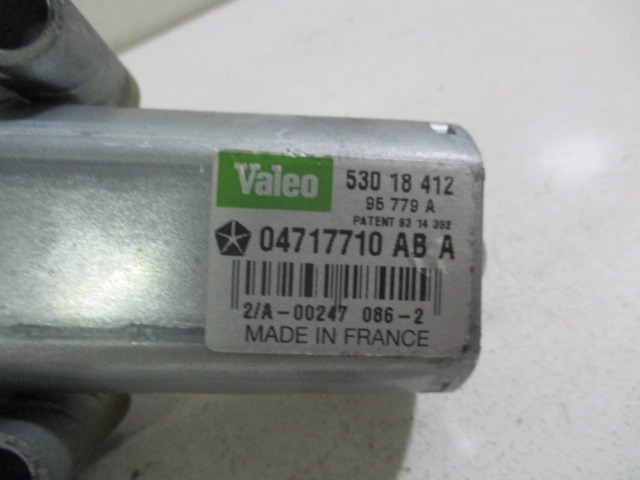 Valeo 530 18 412
95 779 A
PATENT 93 14 392
04717710 AB A
2/A-00247 086-2
MADE IN FRANCE